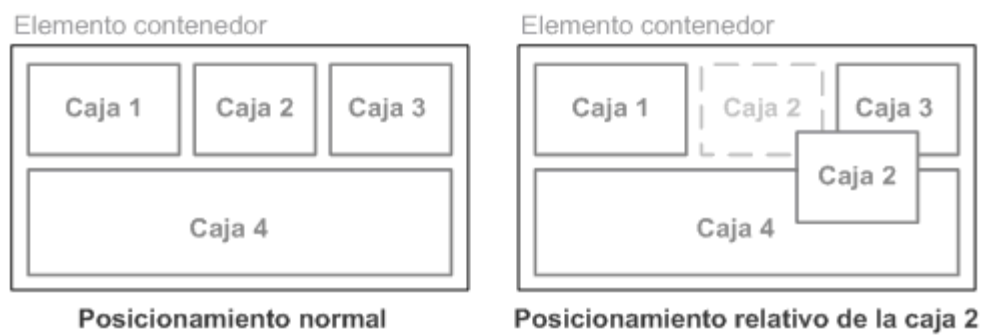 Elemento contenedor
Caja 1
Caja 2
Caja 3
Caja 4
Posicionamiento normal
Elemento contenedor
Caja 1
Caja 2
Caja 3
Caja 2
Caja 4
Posicionamiento relativo de la caja 2